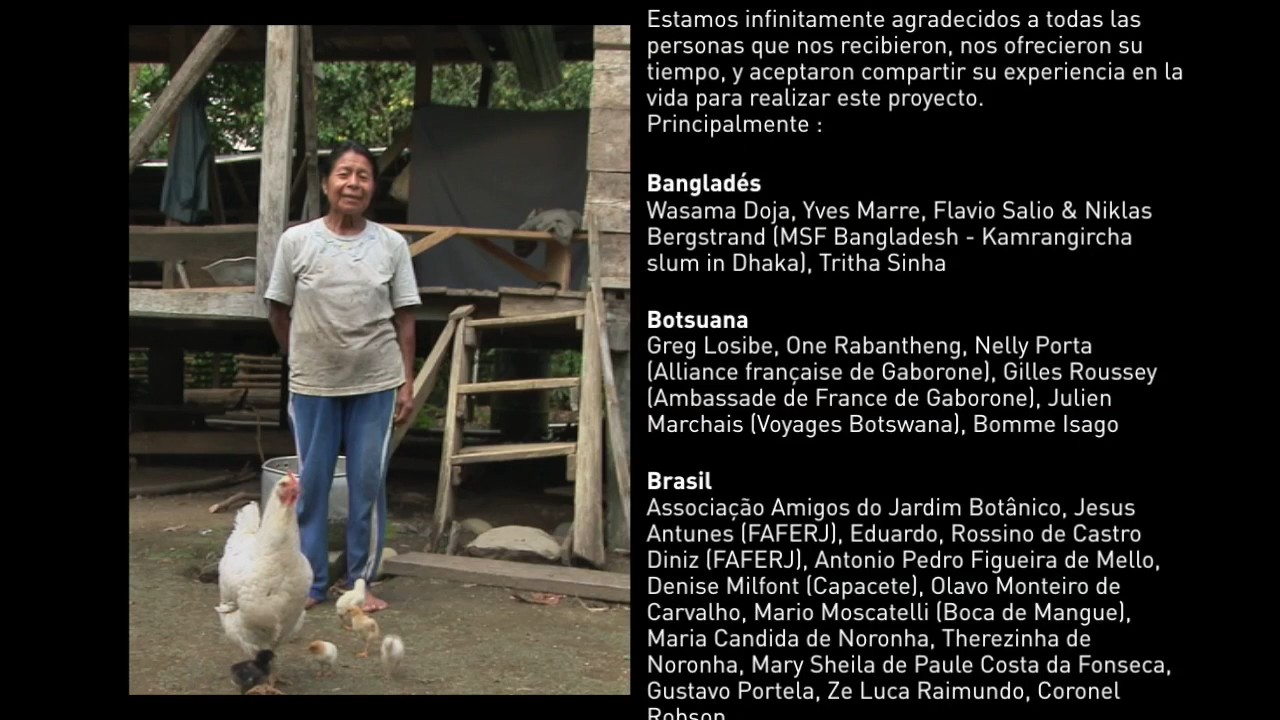 Estamos infinitamente agradecidos a todas las
personas que nos recibieron, nos ofrecieron su
tiempo, y aceptaron compartir su experiencia en la
vida para realizar este proyecto.
Principalmente :
Bangladés
Wasama Doja, Yves Marre, Flavio Salio & Niklas
Bergstrand (MSF Bangladesh - Kamrangircha
slum in Dhaka), Tritha Sinha
Botsuana
Greg Losibe, One Rabantheng, Nelly Porta
(Alliance française de Gaborone), Gilles Roussey
(Ambassade de France de Gaborone), Julien
Marchais (Voyages Botswana), Bomme Isago
Brasil
Associação Amigos do Jardim Botânico, Jesus
Antunes (FAFERJ), Eduardo, Rossino de Castro
Diniz (FAFERJ), Antonio Pedro Figueira de Mello,
Denise Milfont (Capacete), Olavo Monteiro de
Carvalho, Mario Moscatelli (Boca de Mangue),
Maria Candida de Noronha, Therezinha de
Noronha, Mary Sheila de Paule Costa da Fonseca,
Gustavo Portela, Ze Luca Raimundo, Coronel
Robson